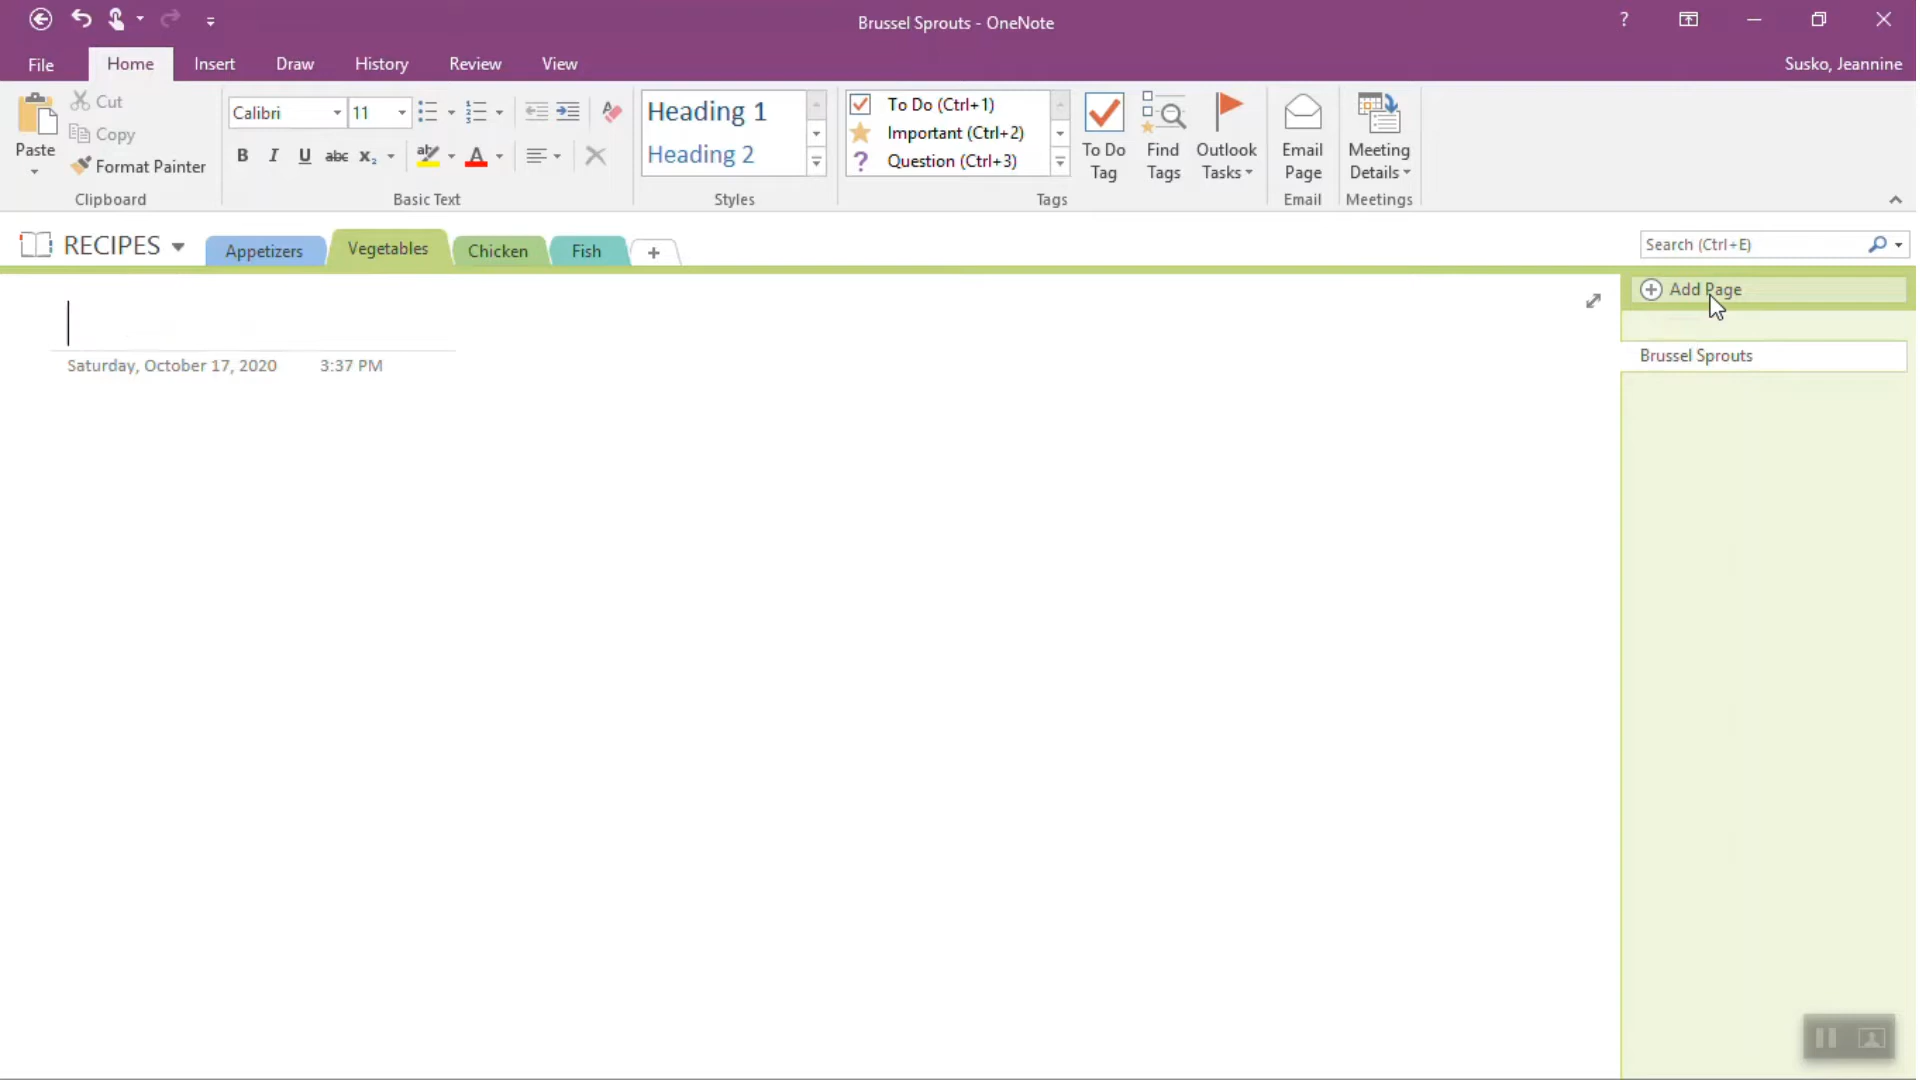 Brussel Sprouts - OneNote
?
File Home Insert Draw History Review View Susko, Jeannine
Paste
Cut
Copy
Format Painter
Clipboard
Calibri 11
B I U abc X₂ A
Basic Text
Heading 1
Heading 2
Styles
To Do (Ctrl+1)
Important (Ctrl+2)
? Question (Ctrl+3)
To Do Tag
Find Tags
Outlook Tasks
Tags
Email Page
Email
Meeting Details
Meetings
RECIPES Appetizers Vegetables Chicken Fish + Search (Ctrl+E)
Add Page
Brussel Sprouts
Saturday, October 17, 2020 3:37 PM